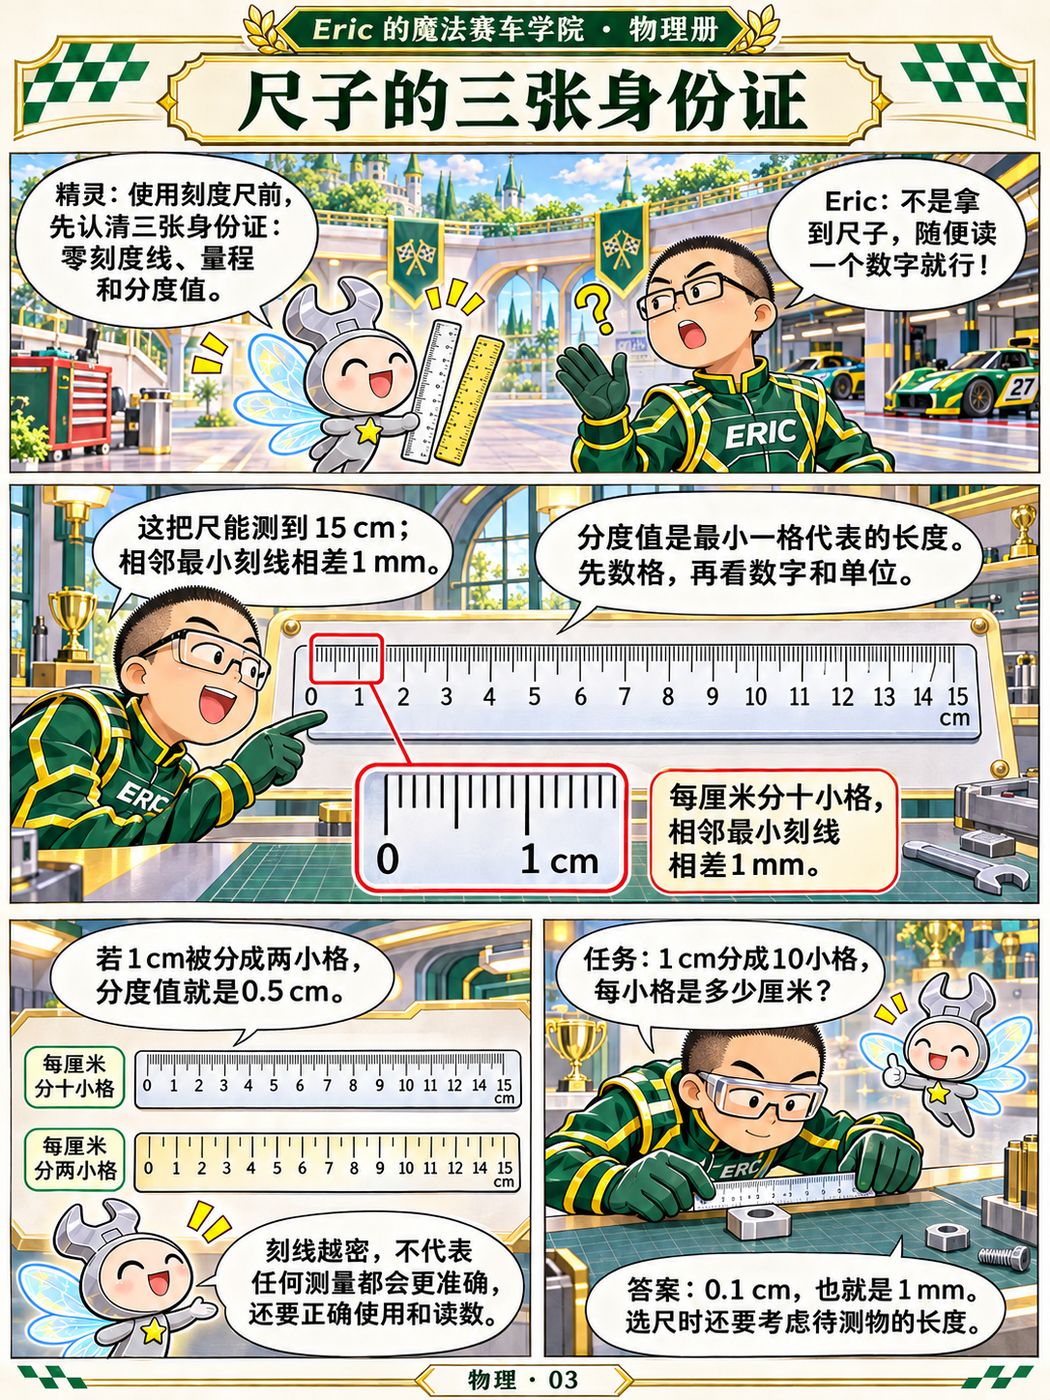 Eric 的魔法赛车学院 · 物理册
尺子的三张身份证
精灵：使用刻度尺前，
先认清三张身份证：
零刻度线、量程
和分度值。
Eric：不是拿
到尺子，随便读
一个数字就行！
?
ERIC
27
这把尺能测到 15 cm；
相邻最小刻线相差1 mm。
分度值是最小一格代表的长度。
先数格，再看数字和单位。
0 1 2 3 4 5 6 7 8 9 10 11 12 13 14 15
cm
ERIC
0 1 cm
每厘米分十小格，
相邻最小刻线
相差1 mm。
若1cm被分成两小格，
分度值就是0.5 cm。
每厘米
分十小格
0 1 2 3 4 5 6 7 8 9 10 11 12 13 14 15
cm
每厘米
分两小格
0 1 2 3 4 5 6 7 8 9 10 11 12 13 14 15
cm
刻线越密，不代表
任何测量都会更准确，
还要正确使用和读数。
任务：1cm分成10小格，
每小格是多少厘米？
ERIC
答案：0.1 cm，也就是1mm。
选尺时还要考虑待测物的长度。
物理 · 03